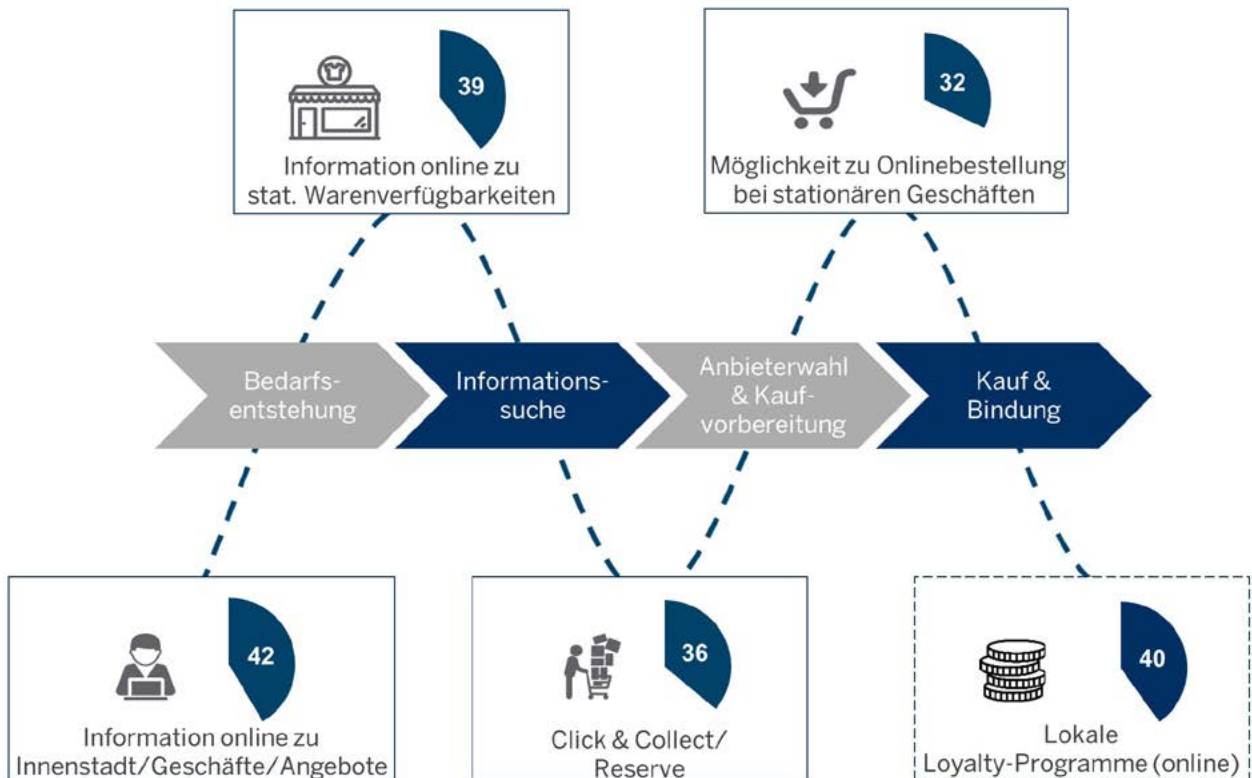 39
Information online zu
stat. Warenverfügbarkeiten
32
Möglichkeit zu Onlinebestellung
bei stationären Geschäften
Bedarfs-
entstehung
Informations-
suche
Anbieterwahl
& Kauf-
vorbereitung
Kauf &
Bindung
42
Information online zu
Innenstadt/Geschäfte/Angebote
36
Click & Collect/
Reserve
40
Lokale
Loyalty-Programme (online)